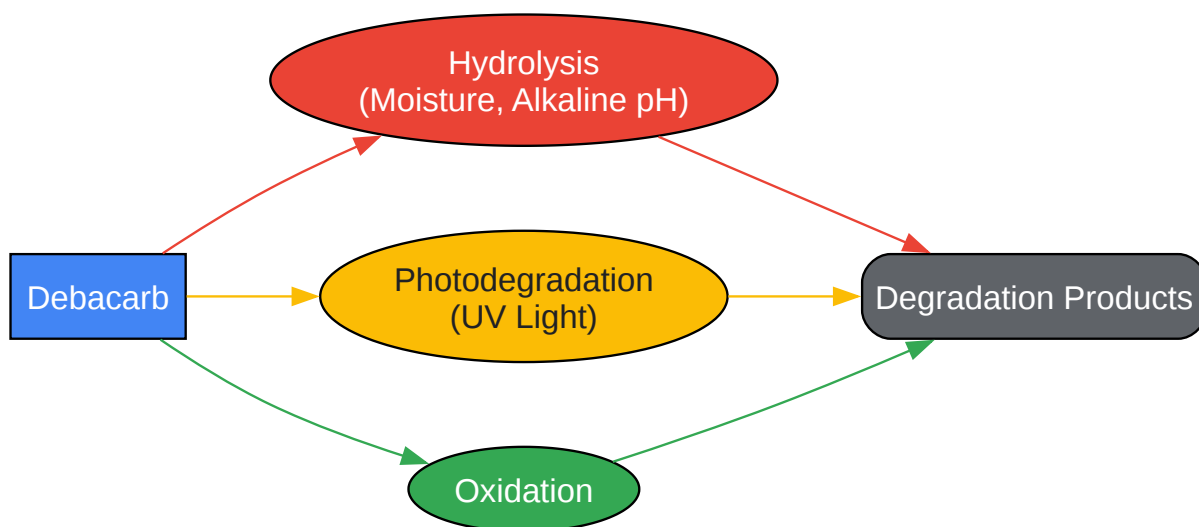 Hydrolysis
(Moisture, Alkaline pH)
Debacarb
Photodegradation
(UV Light)
Degradation Products
Oxidation